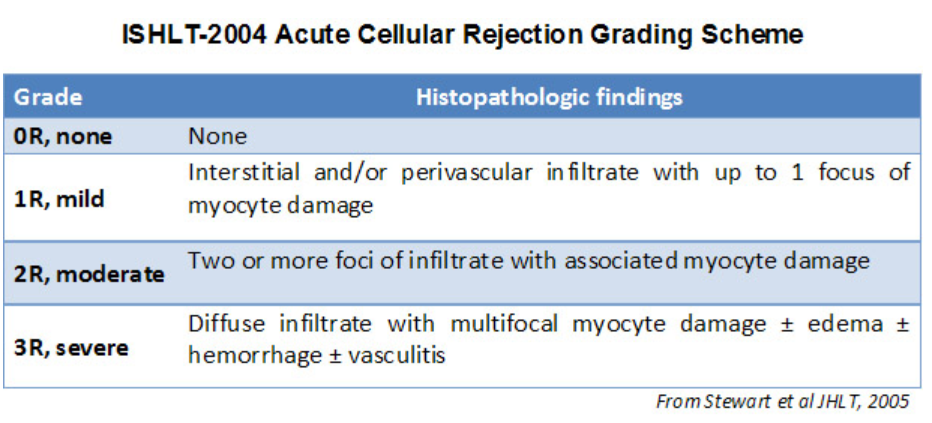 ISHLT-2004 Acute Cellular Rejection Grading Scheme
Grade Histopathologic findings
0R, none None
1R, mild Interstitial and/or perivascular infiltrate with up to 1 focus of
myocyte damage
2R, moderate Two or more foci of infiltrate with associated myocyte damage
3R, severe Diffuse infiltrate with multifocal myocyte damage ± edema ±
hemorrhage ± vasculitis
From Stewart et al JHLT, 2005